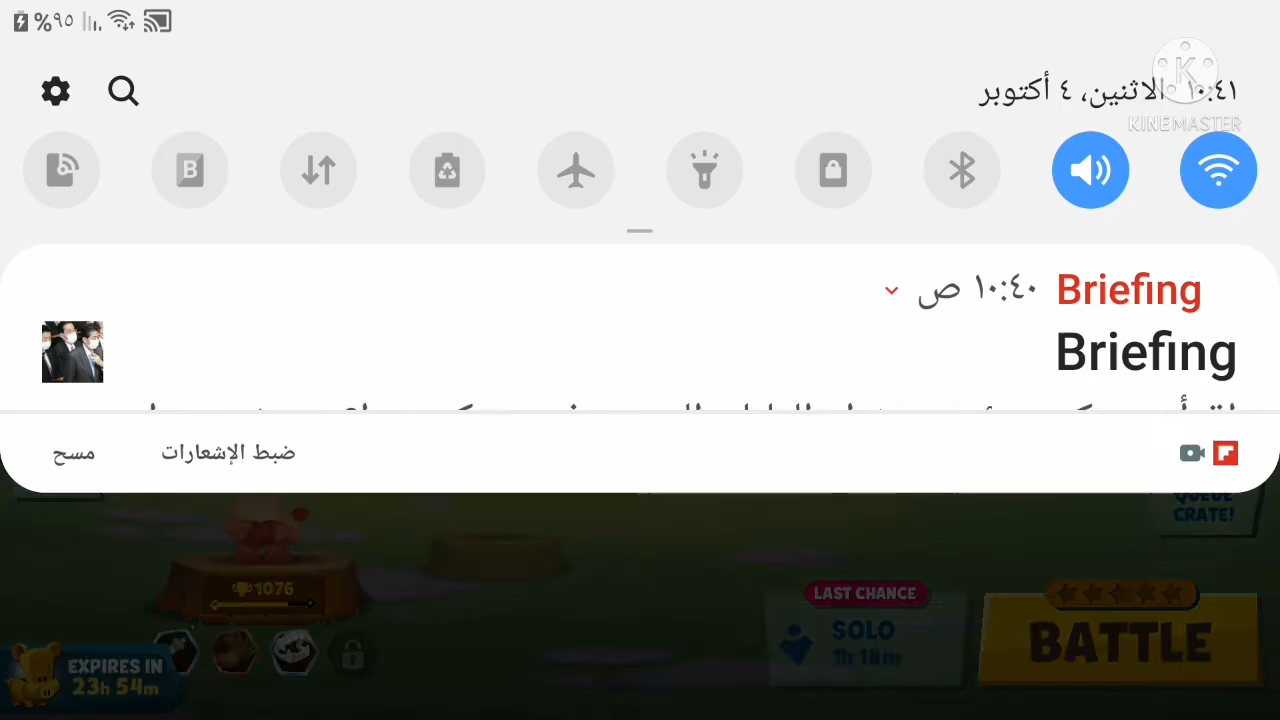 %٩٥
١٠:٤١ الاثنين، ٤ أكتوبر
KINEMASTER
Briefing ١٠:٤٠ ص
Briefing
ضبط الإشعارات
مسح
QUEUE
CRATE!
1076
LAST CHANCE
SOLO
1h 18m
BATTLE
EXPIRES IN
23h 54m